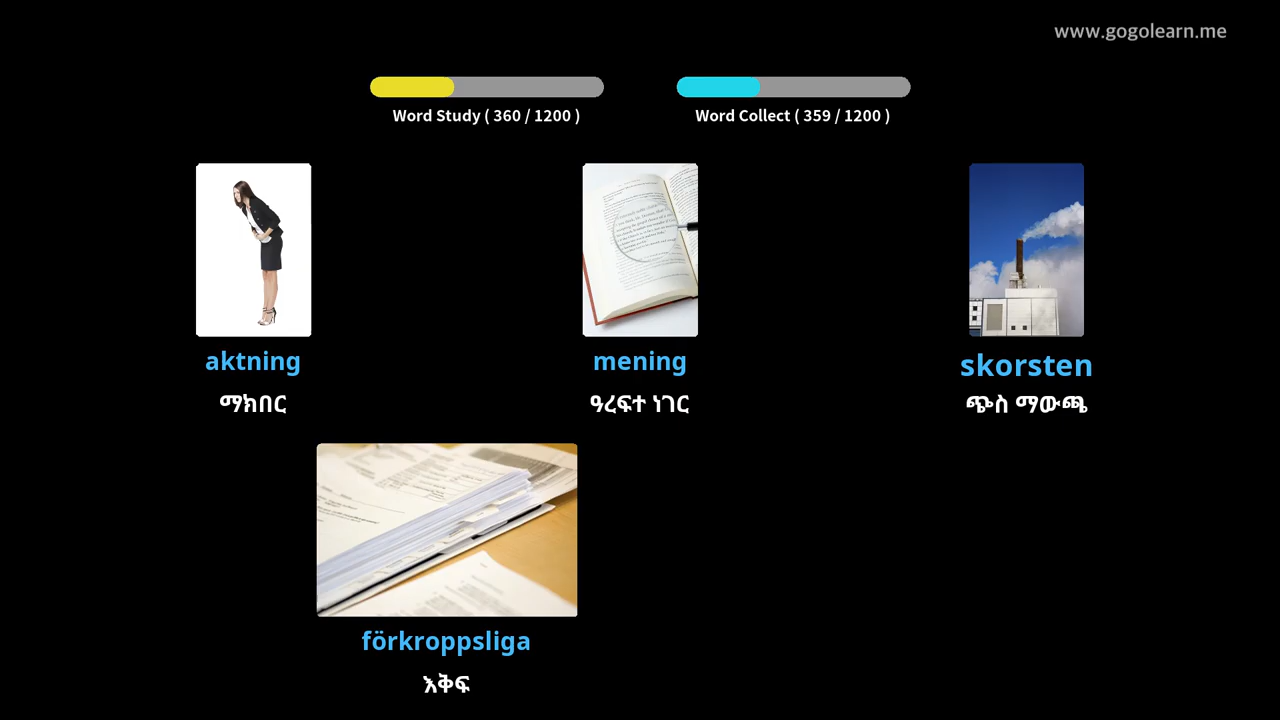 www.gogolearn.me
Word Study ( 360 / 1200 )
Word Collect ( 359 / 1200 )
aktning
mening
skorsten
ማክበር
ዓረፍተ ነገር
ጭስ ማውጫ
förkroppsliga
እቅፍ